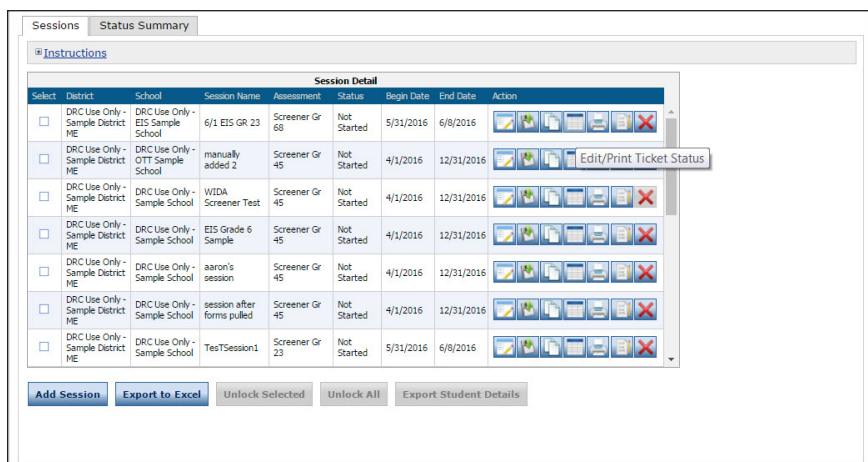 Sessions
Status Summary
Instructions
Session Detail
Select District School Session Name Assessment Status Begin Date End Date Action
DRC Use Only - DRC Use Only - Not
Sample District EIS Sample 6/1 EIS GR 23 Screener Gr Started 5/31/2016 6/8/2016
ME School 68
Edit/Print Ticket Status
DRC Use Only - DRC Use Only - manually Screener Gr Not
Sample District OTT Sample added 2 45 Started 4/1/2016 12/31/2016
ME School
DRC Use Only - DRC Use Only - WIDA Screener Gr Not
Sample District Sample School Screener Test 45 Started 4/1/2016 12/31/2016
ME
DRC Use Only - DRC Use Only - EIS Grade 6 Screener Gr Not
Sample District Sample School Sample 45 Started 4/1/2016 12/31/2016
ME
DRC Use Only - DRC Use Only - aaron's Screener Gr Not
Sample District Sample School session 45 Started 4/1/2016 12/31/2016
ME
DRC Use Only - DRC Use Only - session after Screener Gr Not
Sample District Sample School forms pulled 45 Started 4/1/2016 12/31/2016
ME
DRC Use Only - DRC Use Only - TesTSession1 Screener Gr Not
Sample District Sample School 23 Started 5/31/2016 6/8/2016
ME
Add Session Export to Excel Unlock Selected Unlock All Export Student Details